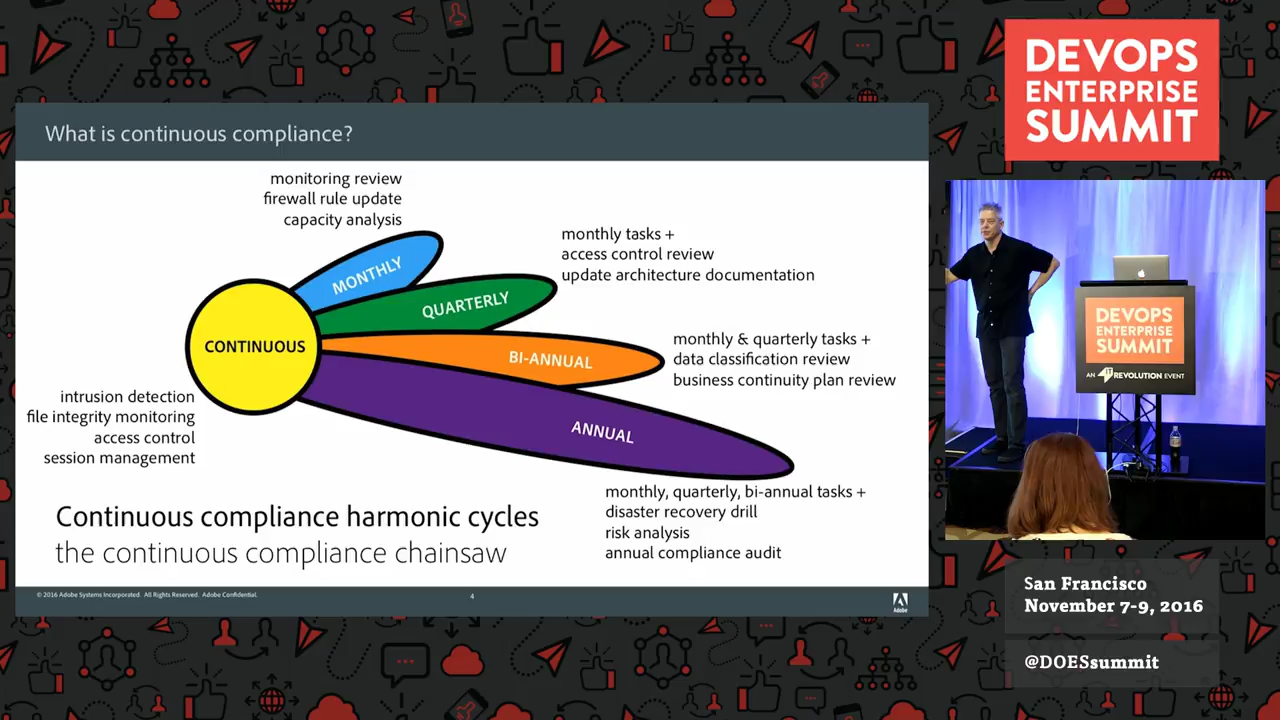 What is continuous compliance?
monitoring review
firewall rule update
capacity analysis
MONTHLY
monthly tasks +
access control review
update architecture documentation
QUARTERLY
CONTINUOUS
BI-ANNUAL
monthly & quarterly tasks +
data classification review
business continuity plan review
intrusion detection
file integrity monitoring
access control
session management
ANNUAL
monthly, quarterly, bi-annual tasks +
disaster recovery drill
risk analysis
annual compliance audit
Continuous compliance harmonic cycles
the continuous compliance chainsaw
© 2016 Adobe Systems Incorporated. All Rights Reserved. Adobe Confidential.
4
Adobe
DEVOPS
ENTERPRISE
SUMMIT
DEVOPS
ENTERPRISE
SUMMIT
AN IT REVOLUTION EVENT
San Francisco
November 7-9, 2016
@DOESsummit